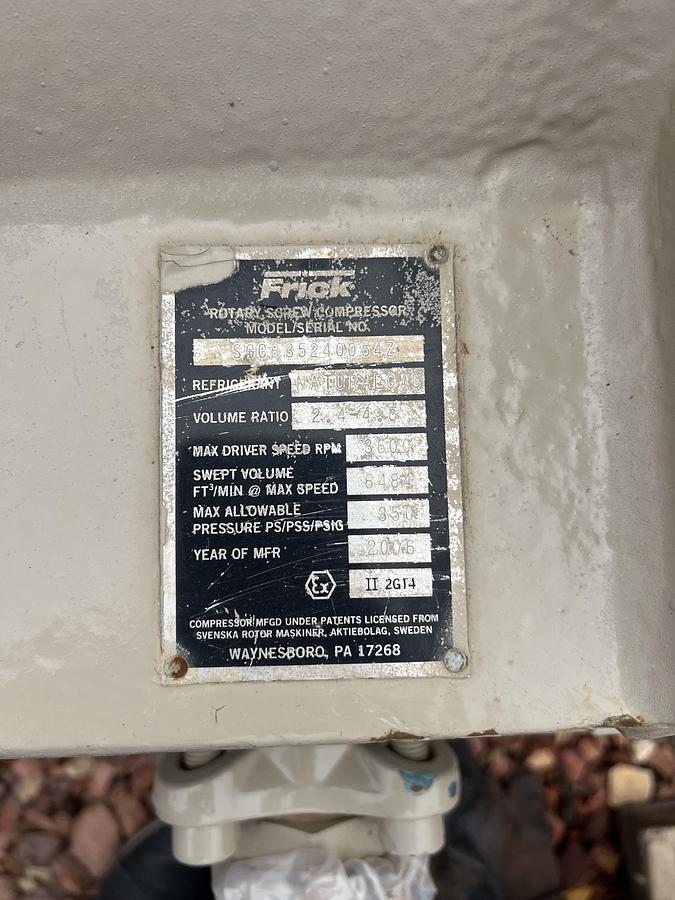 Frick
ROTARY SCREW COMPRESSOR
MODEL/SERIAL NO.
REFRIGERANT NATURALGAS
VOLUME RATIO
MAX DRIVER SPEED RPM 3600
SWEPT VOLUME
FT³/MIN @ MAX SPEED
MAX ALLOWABLE
PRESSURE PS/PSS/PSIG 350
YEAR OF MFR 2006
Ex II 2GT4
COMPRESSOR MFGD UNDER PATENTS LICENSED FROM
SVENSKA ROTOR MASKINER, AKTIEBOLAG, SWEDEN
WAYNESBORO, PA 17268